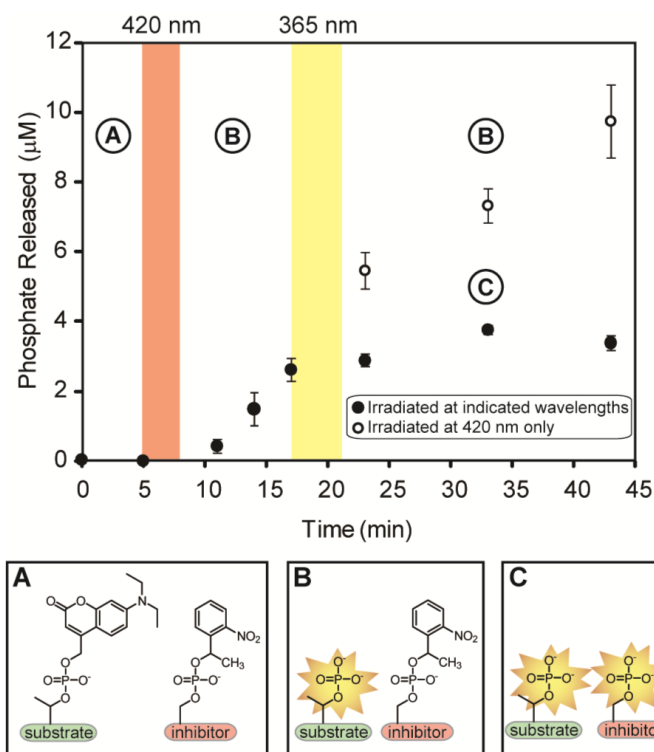 420 nm 365 nm
12
10
8
6
4
2
0
Phosphate Released (µM)
A B B
C
Irradiated at indicated wavelengths
Irradiated at 420 nm only
0 5 10 15 20 25 30 35 40 45
Time (min)
A
O O N
O
O=P-O⁻
O
substrate
NO₂
O CH₃
O=P-O⁻
O
inhibitor
B
O⁻
O=P-O⁻
O
substrate
NO₂
O CH₃
O=P-O⁻
O
inhibitor
C
O⁻
O=P-O⁻
O
substrate
O⁻
O=P-O⁻
O